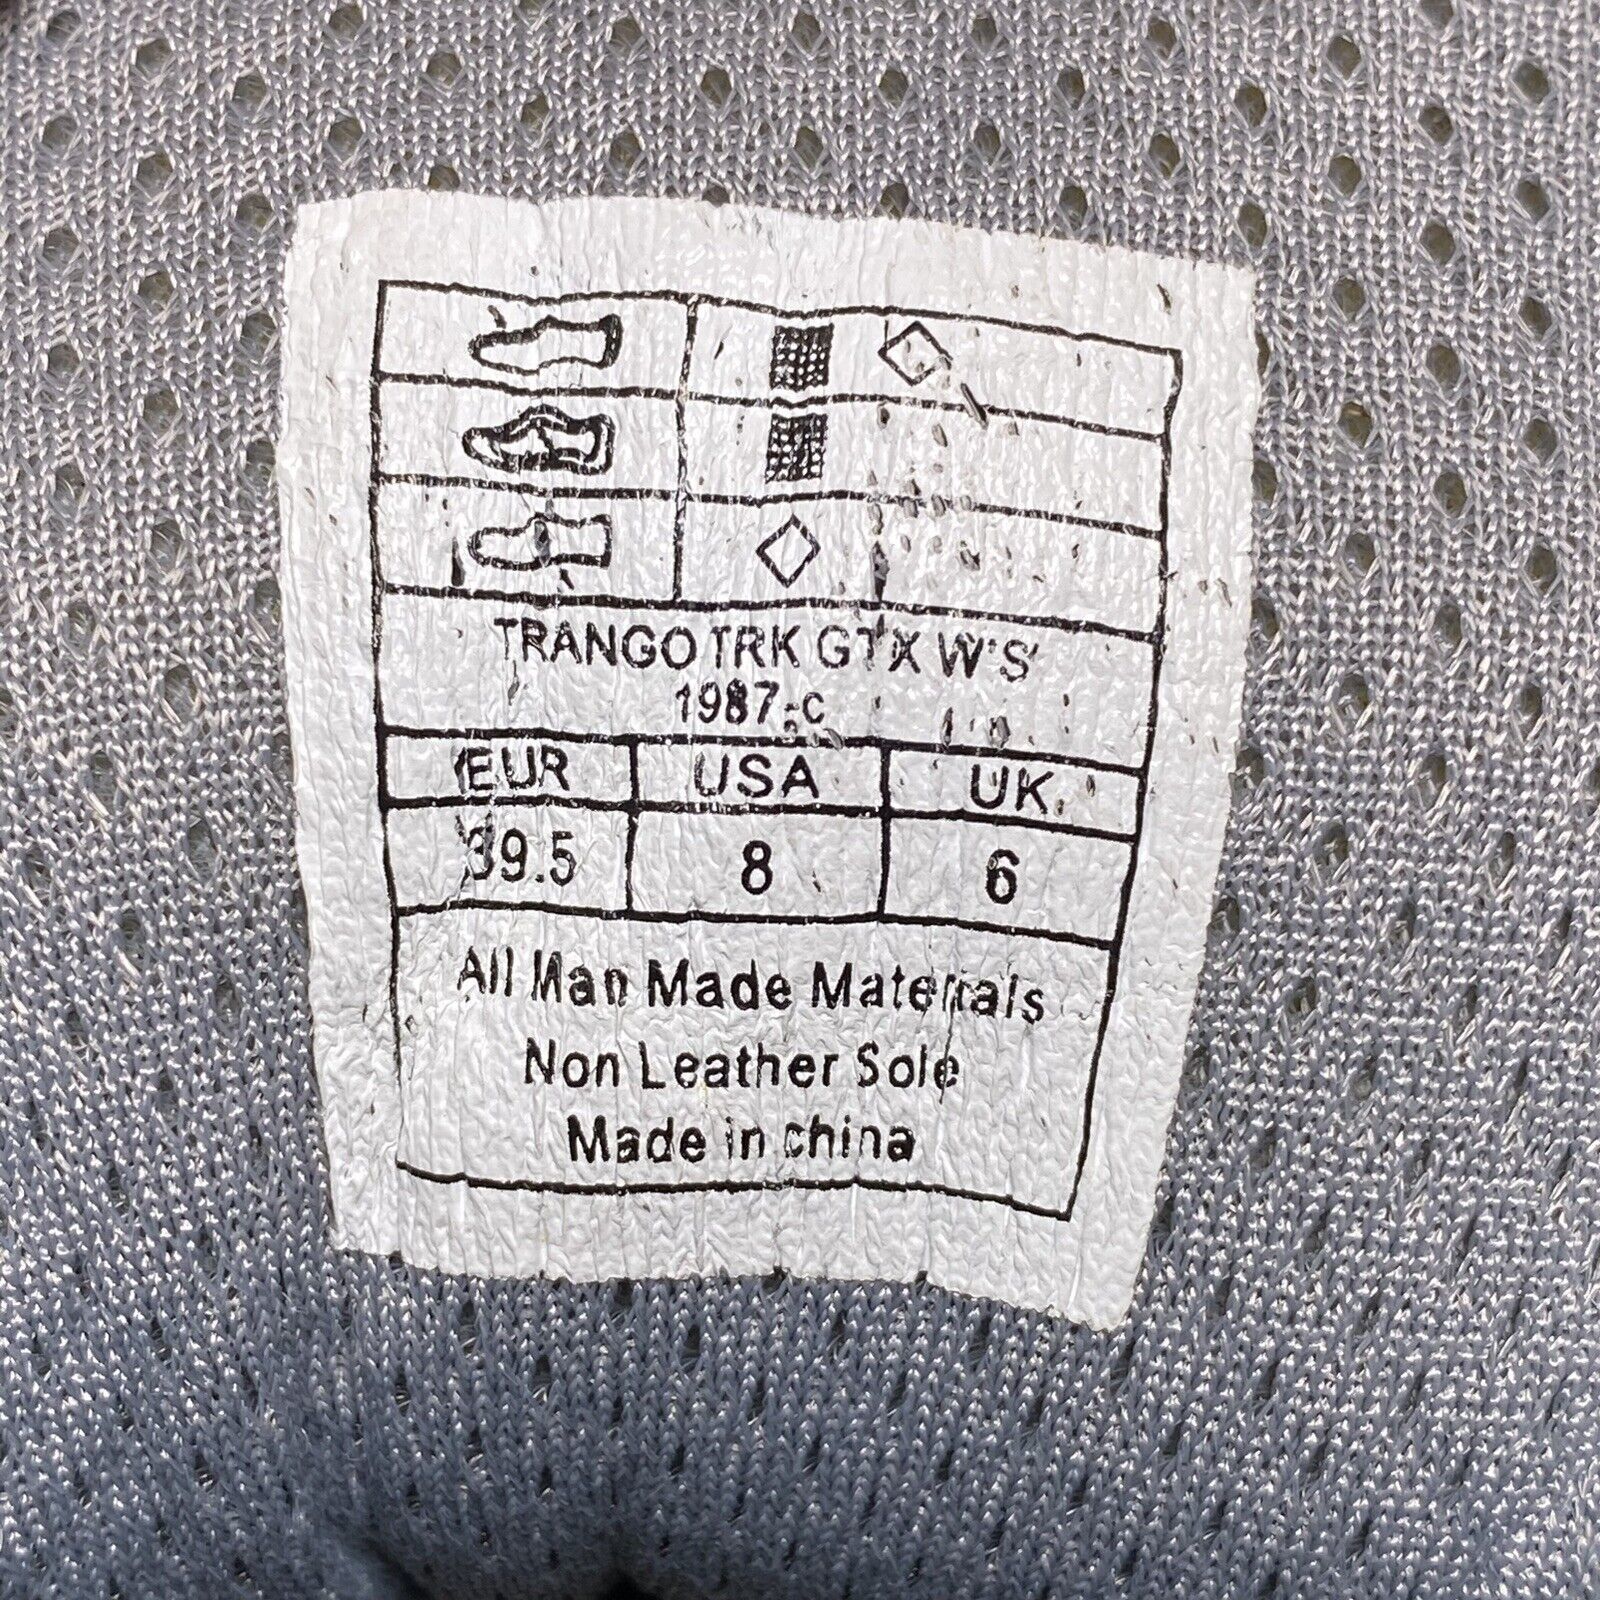 TRANGO TRK GTX W'S
1987-c
EUR USA UK
39.5 8 6
All Man Made Materials
Non Leather Sole
Made in china